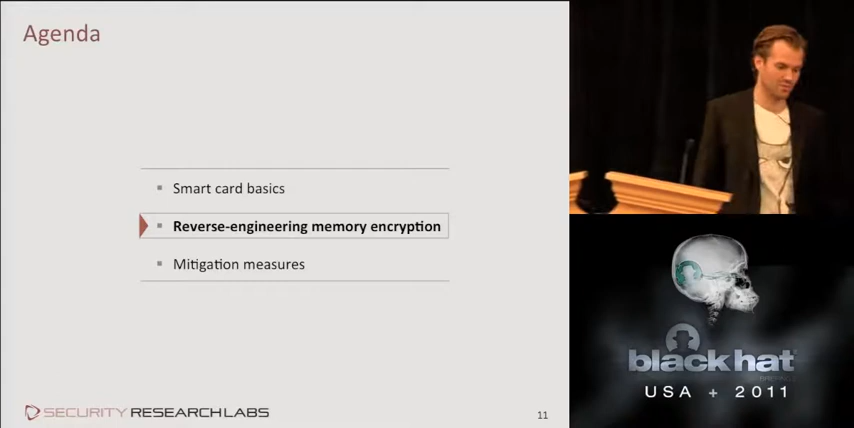 Agenda
Smart card basics
Reverse-engineering memory encryption
Mitigation measures
SECURITY RESEARCH LABS
11
black hat
USA + 2011